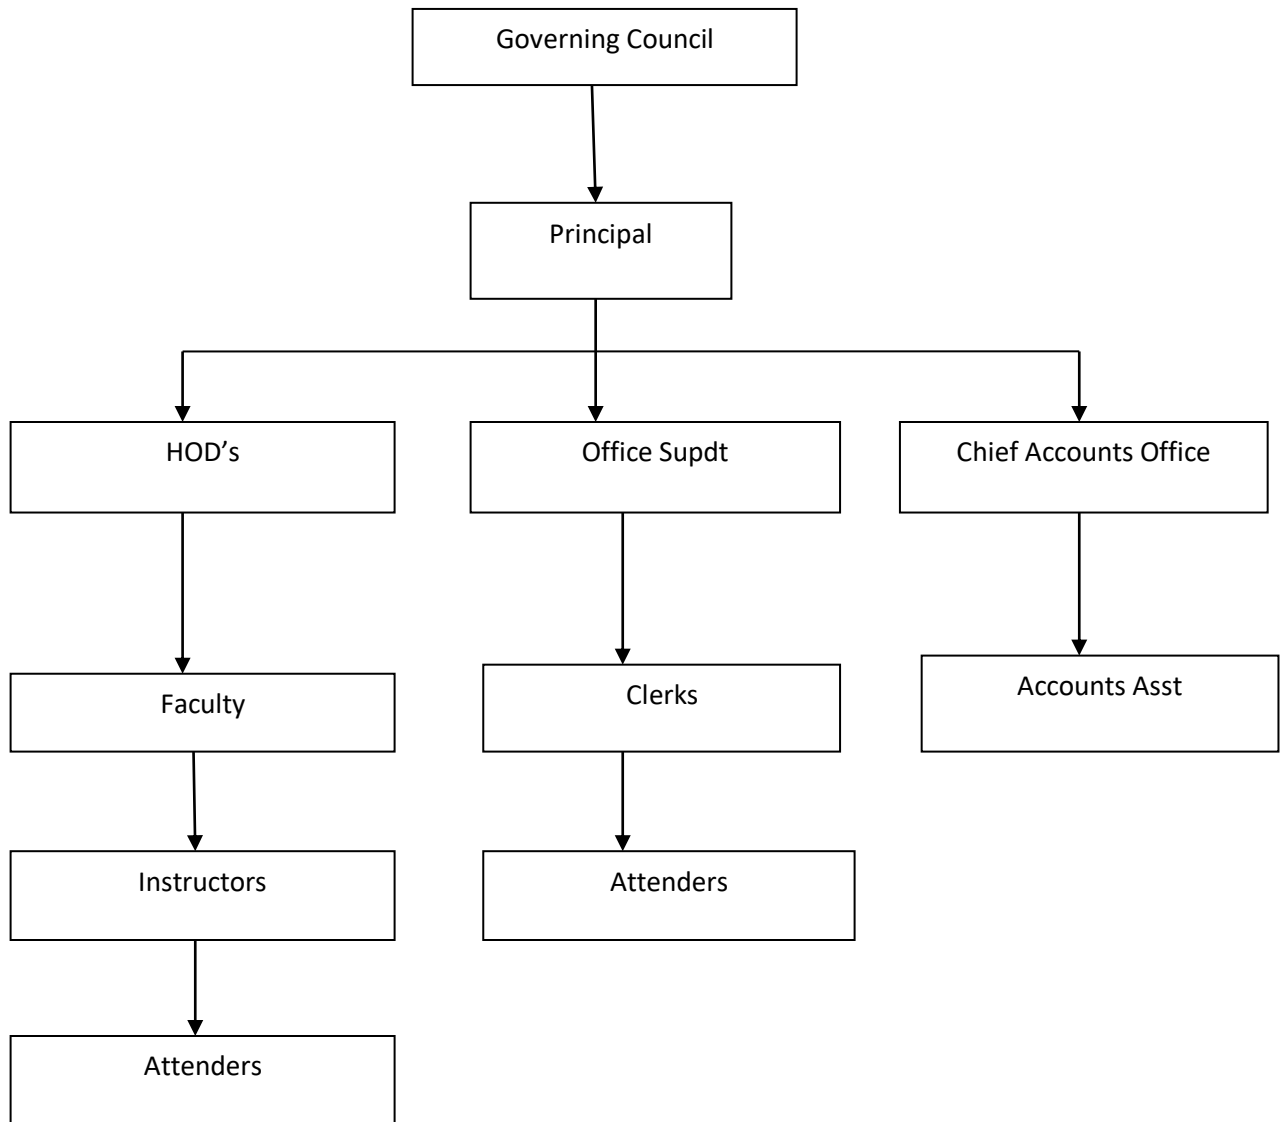 Governing Council
Principal
HOD’s
Office Supdt
Chief Accounts Office
Faculty
Clerks
Accounts Asst
Instructors
Attenders
Attenders